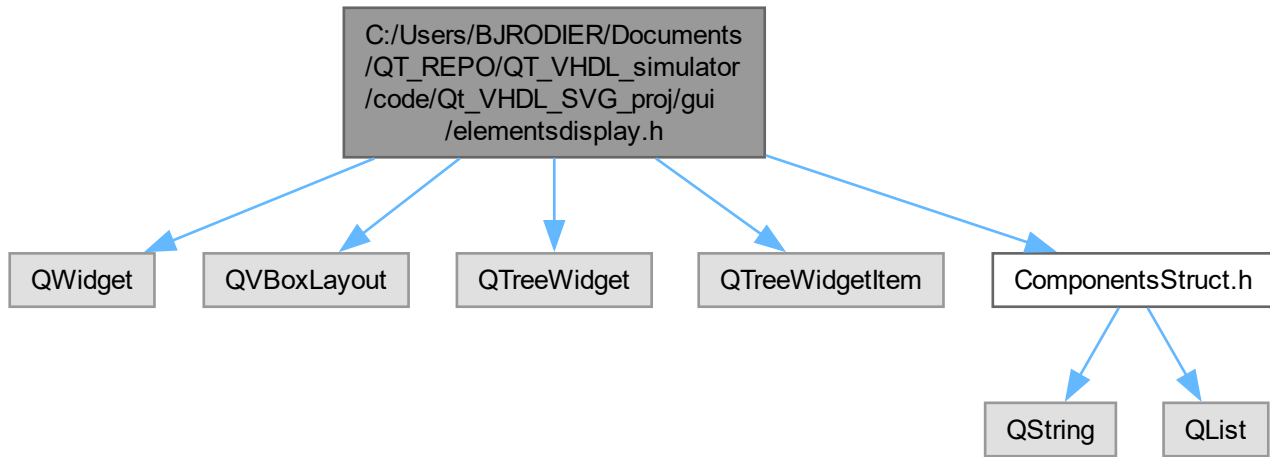 C:/Users/BJRODIER/Documents
/QT_REPO/QT_VHDL_simulator
/code/Qt_VHDL_SVG_proj/gui
/elementsdisplay.h
QWidget
QVBoxLayout
QTreeWidget
QTreeWidgetItem
ComponentsStruct.h
QString
QList